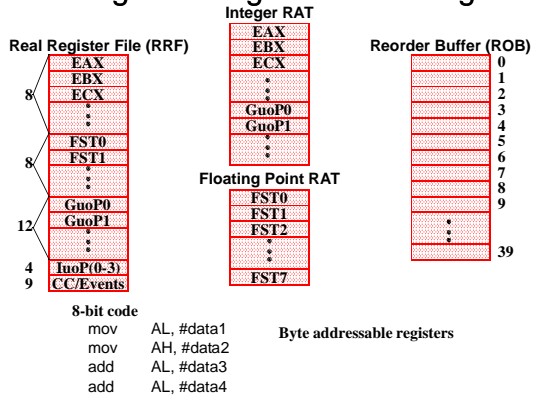 Integer RAT
EAX
EBX
ECX
GuoP0
GuoP1
Real Register File (RRF)
EAX
EBX
ECX
8
FST0
FST1
8
GuoP0
GuoP1
12
4 IuoP(0-3)
9 CC/Events
Floating Point RAT
FST0
FST1
FST2
FST7
Reorder Buffer (ROB)
0
1
2
3
4
5
6
7
8
9
39
8-bit code
mov AL, #data1
mov AH, #data2
add AL, #data3
add AL, #data4
Byte addressable registers